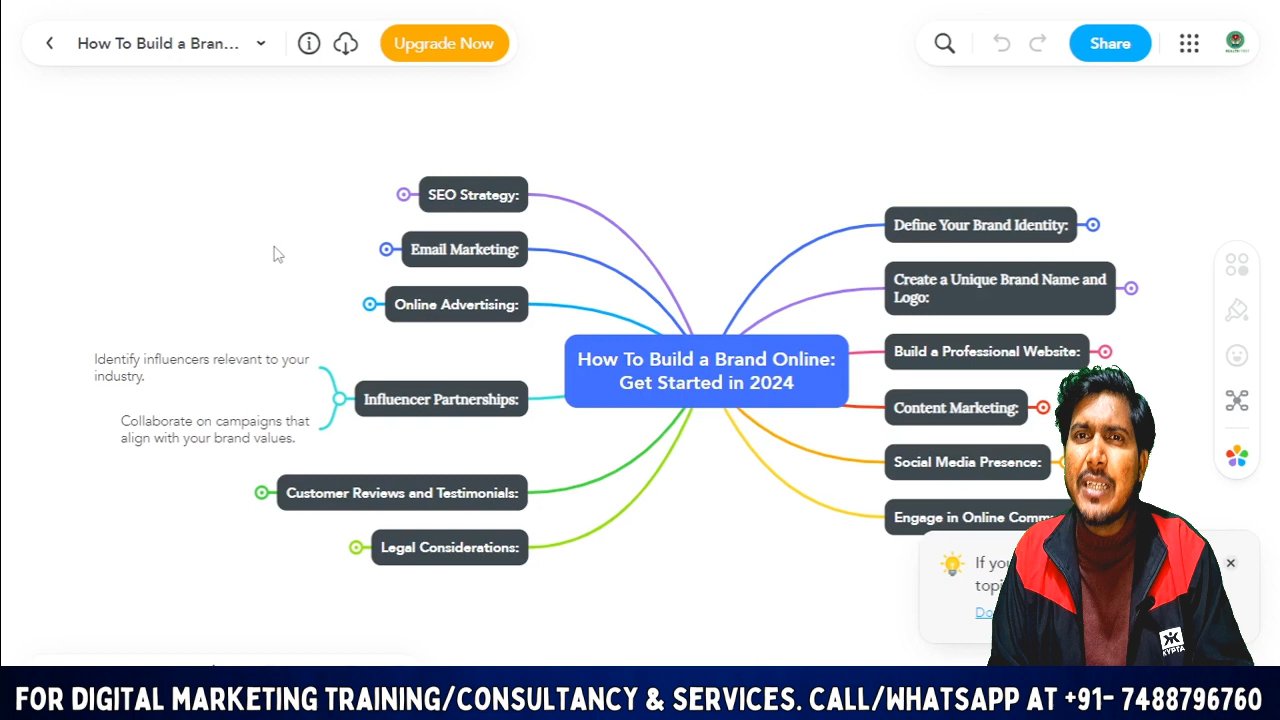 How To Build a Bran...
Upgrade Now
Share
SEO Strategy:
Email Marketing:
Online Advertising:
Identify influencers relevant to your
industry.
Collaborate on campaigns that
align with your brand values.
Influencer Partnerships:
Customer Reviews and Testimonials:
Legal Considerations:
How To Build a Brand Online:
Get Started in 2024
Define Your Brand Identity:
Create a Unique Brand Name and
Logo:
Build a Professional Website:
Content Marketing:
Social Media Presence:
Engage in Online
If
KYPTA
FOR DIGITAL MARKETING TRAINING/CONSULTANCY & SERVICES. CALL/WHATSAPP AT +91- 7488796760